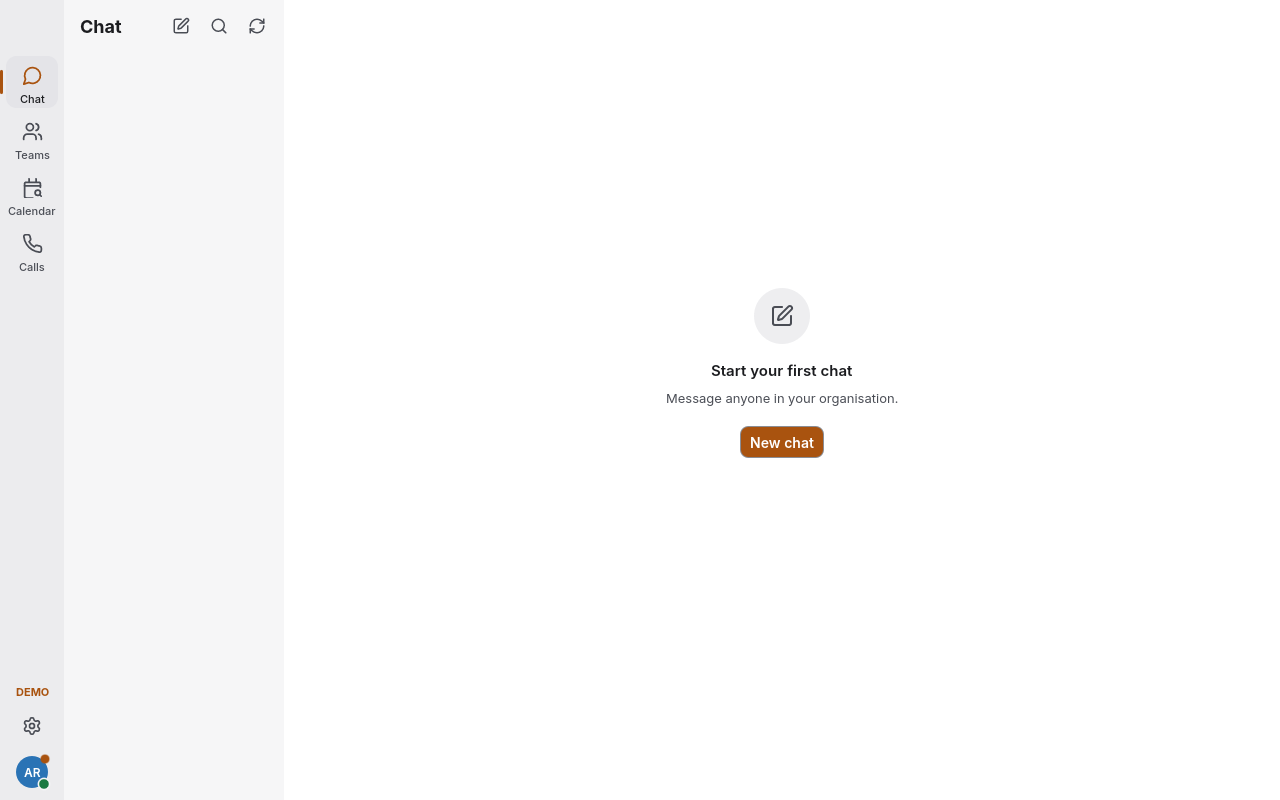 Chat
Chat
Teams
Calendar
Calls
Start your first chat
Message anyone in your organisation.
New chat
DEMO
AR